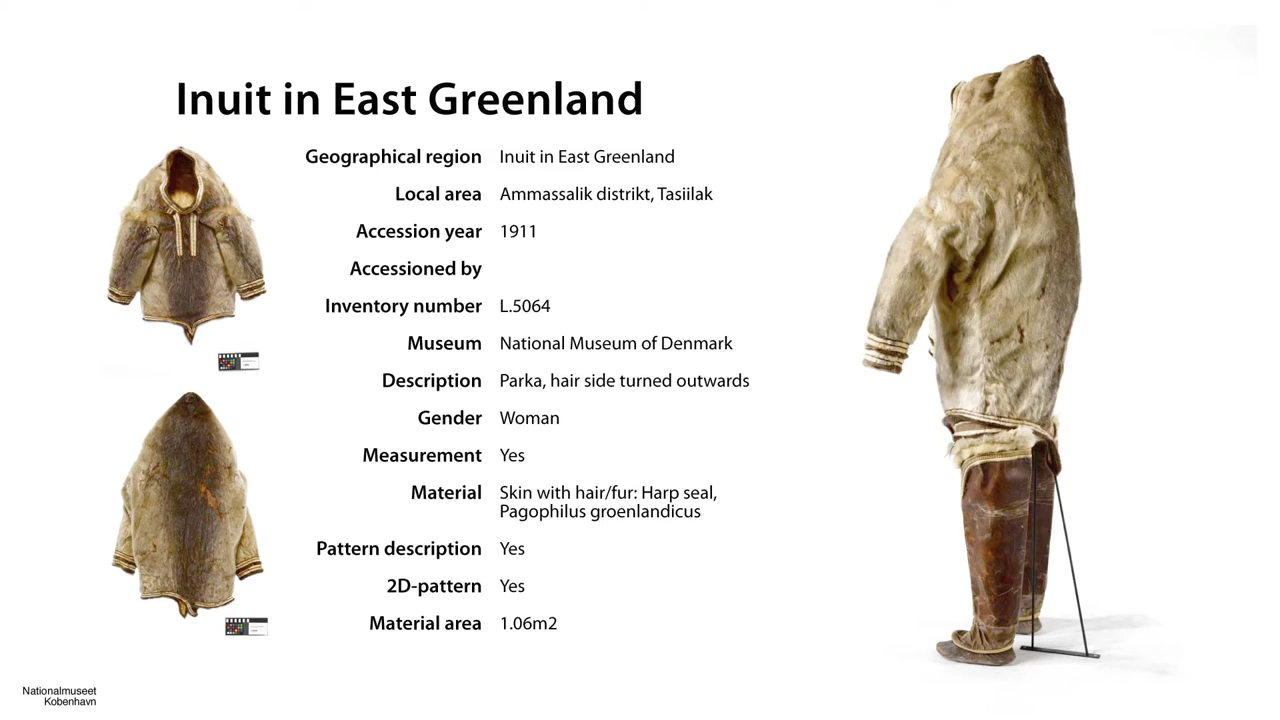 Inuit in East Greenland
Geographical region Inuit in East Greenland
Local area Ammassalik distrikt, Tasiilak
Accession year 1911
Accessioned by
Inventory number L.5064
Museum National Museum of Denmark
Description Parka, hair side turned outwards
Gender Woman
Measurement Yes
Material Skin with hair/fur: Harp seal,
Pagophilus groenlandicus
Pattern description Yes
2D-pattern Yes
Material area 1.06m2
Nationalmuseet
Kobenhavn